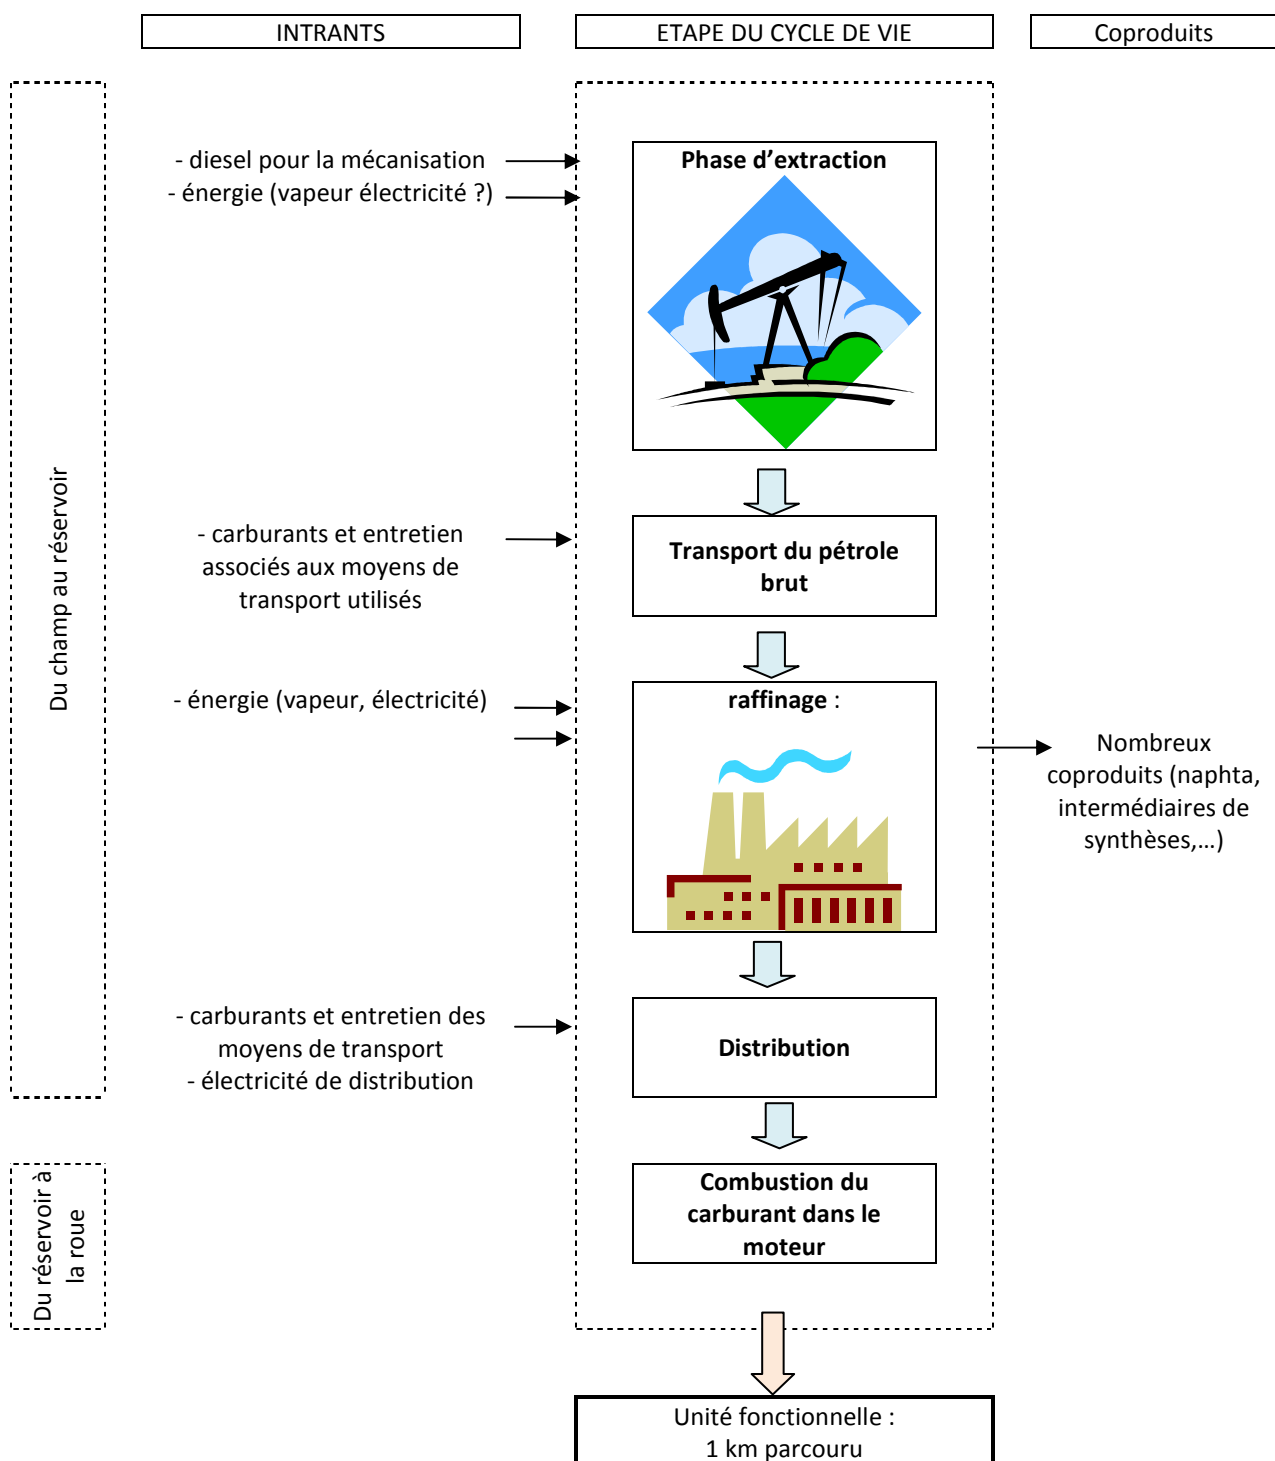 INTRANTS
ETAPE DU CYCLE DE VIE
Coproduits
- diesel pour la mécanisation
- énergie (vapeur électricité ?)
Phase d’extraction
Du champ au réservoir
- carburants et entretien
associés aux moyens de
transport utilisés
Transport du pétrole
brut
- énergie (vapeur, électricité)
raffinage :
Nombreux
coproduits (naphta,
intermédiaires de
synthèses,…)
- carburants et entretien des
moyens de transport
- électricité de distribution
Distribution
Du réservoir à
la roue
Combustion du
carburant dans le
moteur
Unité fonctionnelle :
1 km parcouru